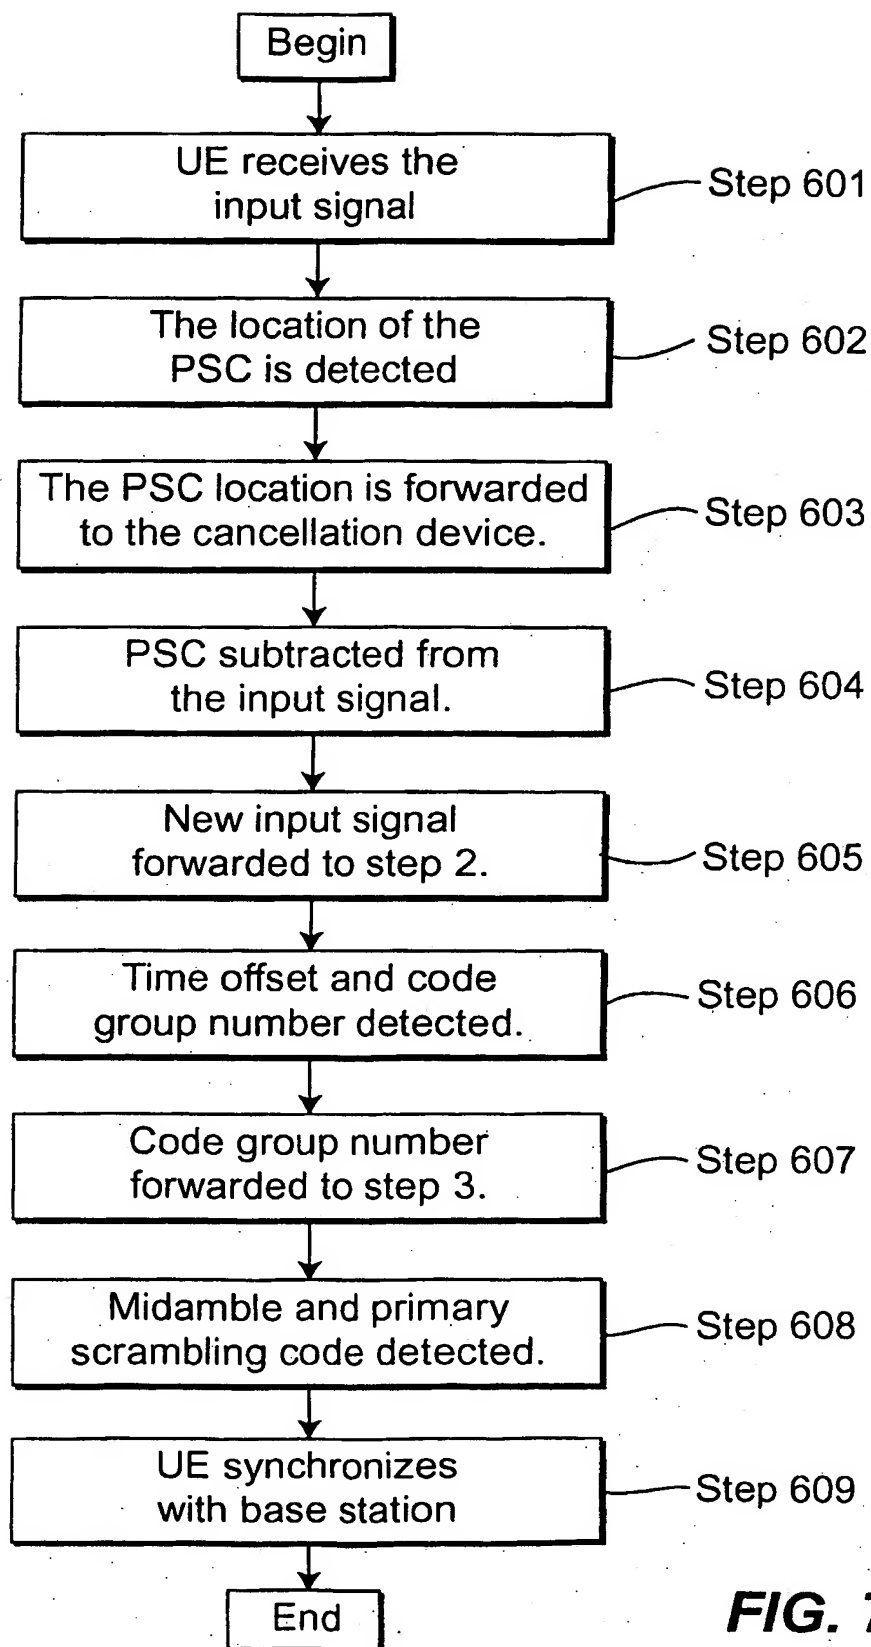 Begin
UE receives the
input signal
Step 601
The location of the
PSC is detected
Step 602
The PSC location is forwarded
to the cancellation device.
Step 603
PSC subtracted from
the input signal.
Step 604
New input signal
forwarded to step 2.
Step 605
Time offset and code
group number detected.
Step 606
Code group number
forwarded to step 3.
Step 607
Midamble and primary
scrambling code detected.
Step 608
UE synchronizes
with base station
Step 609
End
FIG. 7